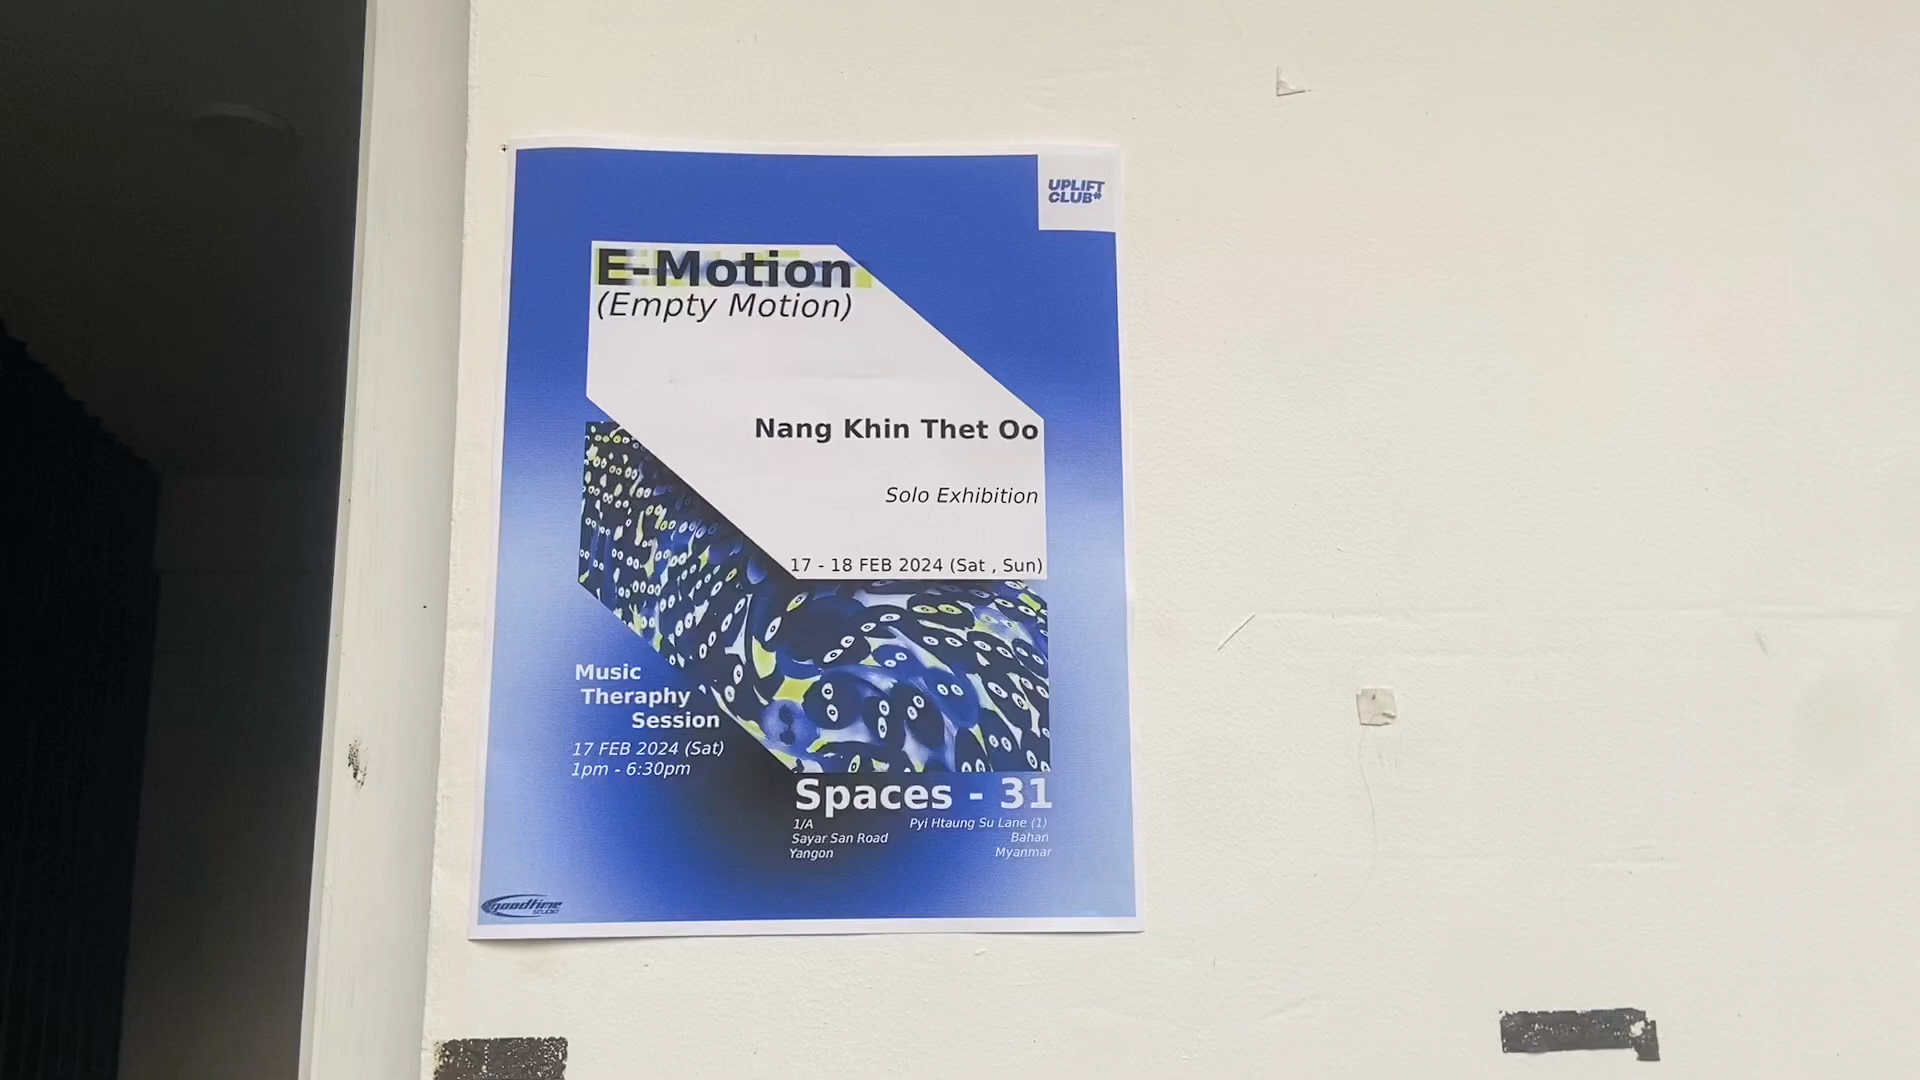 UPLIFT
CLUB#
E-Motion
(Empty Motion)
Nang Khin Thet Oo
Solo Exhibition
17 - 18 FEB 2024 (Sat , Sun)
Music
Theraphy
Session
17 FEB 2024 (Sat)
1pm - 6:30pm
Spaces - 31
1/A
Sayar San Road
Yangon
Pyi Htaung Su Lane (1)
Bahan
Myanmar
goodtime
STUDIO